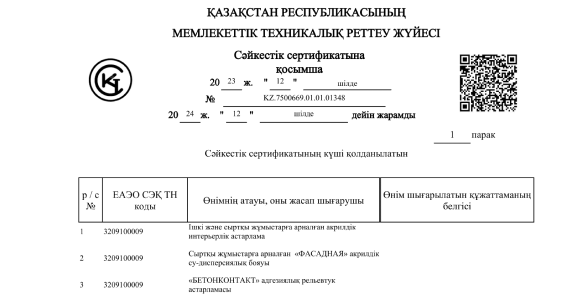 ҚАЗАҚСТАН РЕСПУБЛИКАСЫНЫҢ
МЕМЛЕКЕТТІК ТЕХНИКАЛЫҚ РЕТТЕУ ЖҮЙЕСІ
Сәйкестік сертификатына
қосымша
20 23 ж. " 12 " шілде
№ KZ.7500669.01.01.01348
20 24 ж. " 12 " шілде дейін жарамды
1 парак
Сәйкестік сертификатының күші қолданылатын
р / с № ЕАЭО СЭҚ ТН коды Өнімнің атауы, оны жасап шығарушы Өнім шығарылатын құжаттаманың белгісі
1 3209100009 Ішкі және сыртқы жұмыстарға арналған акрилдік
интерьерлік астарлама
2 3209100009 Сыртқы жұмыстарға арналған «ФАСАДНАЯ» акрилдік
су-дисперсиялық бояуы
3 3209100009 «БЕТОНКОНТАКТ» адгезиялық рельевтук
астарламасы